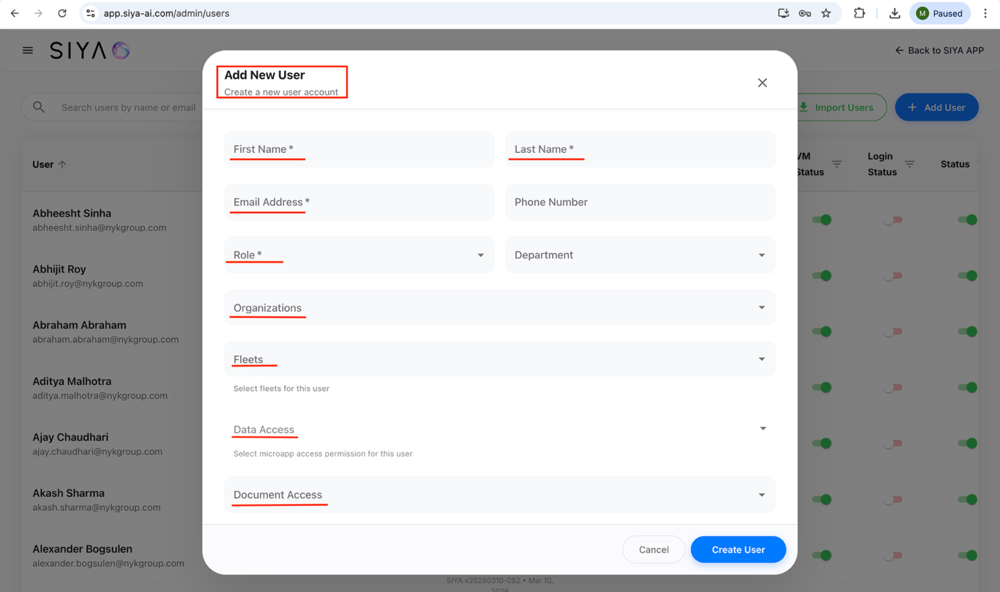 app.siya-ai.com/admin/users
M Paused
SIYA
Back to SIYA APP
Search users by name or email
Import Users
+ Add User
User
VM Status
Login Status
Status
Abheesht Sinha
abheesht.sinha@nykgroup.com
Abhijit Roy
abhijit.roy@nykgroup.com
Abraham Abraham
abraham.abraham@nykgroup.com
Aditya Malhotra
aditya.malhotra@nykgroup.com
Ajay Chaudhari
ajay.chaudhari@nykgroup.com
Akash Sharma
akash.sharma@nykgroup.com
Alexander Bogsulen
alexander.bogsulen@nykgroup.com
Add New User
Create a new user account
First Name *
Last Name *
Email Address *
Phone Number
Role *
Department
Organizations
Fleets
Select fleets for this user
Data Access
Select microapp access permission for this user
Document Access
Cancel
Create User
SIYA v20260310-092 • Mar 10,
2026